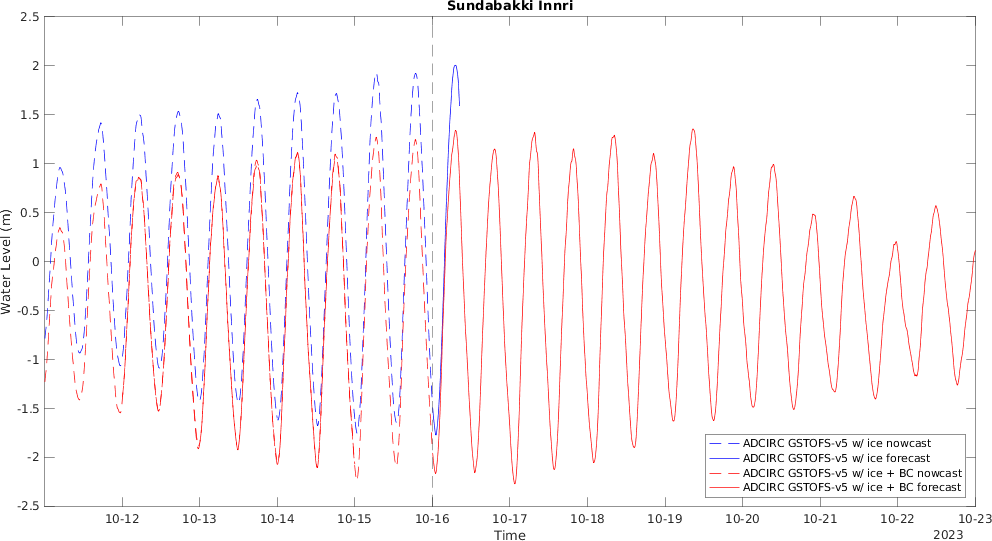 Sundabakki Innri
2.5
2
1.5
1
0.5
0
-0.5
-1
-1.5
-2
-2.5
Water Level (m)
ADCIRC GSTOFS-v5 w/ ice nowcast
ADCIRC GSTOFS-v5 w/ ice forecast
ADCIRC GSTOFS-v5 w/ ice + BC nowcast
ADCIRC GSTOFS-v5 w/ ice + BC forecast
10-12 10-13 10-14 10-15 10-16 10-17 10-18 10-19 10-20 10-21 10-22 10-23
Time
2023